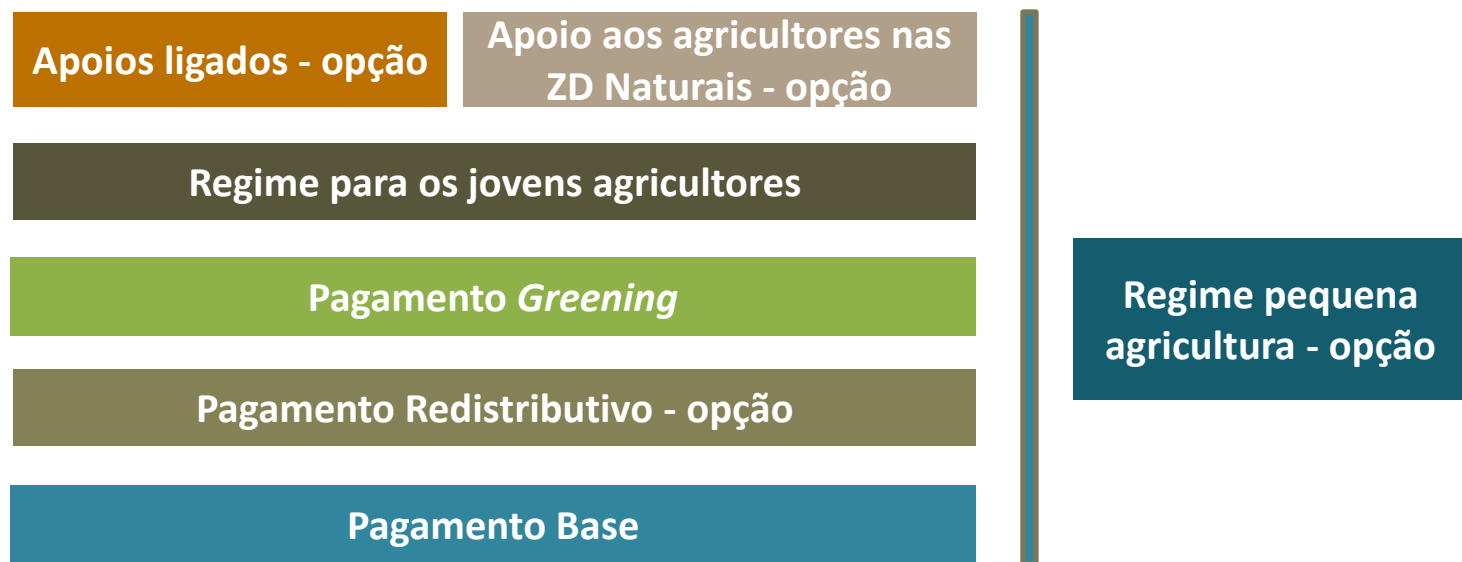 Apoios ligados - opção
Apoio aos agricultores nas
ZD Naturais - opção
Regime para os jovens agricultores
Pagamento Greening
Pagamento Redistributivo - opção
Pagamento Base
Regime pequena
agricultura - opção